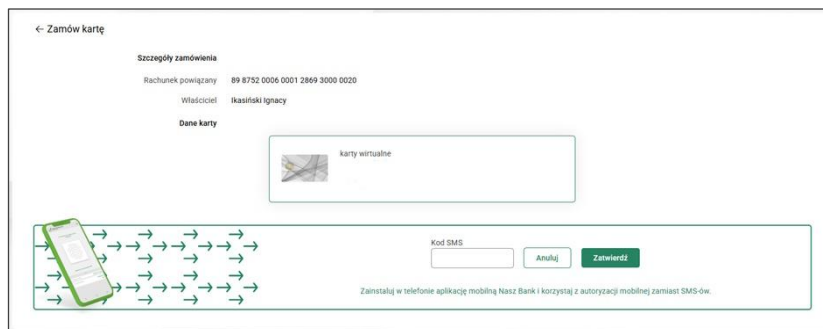 ← Zamów kartę
Szczegóły zamówienia
Rachunek powiązany 89 8752 0006 0001 2869 3000 0020
Właściciel Ikasiński Ignacy
Dane karty
karty wirtualne
Kod SMS
Anuluj Zatwierdź
Zainstaluj w telefonie aplikację mobilną Nasz Bank i korzystaj z autoryzacji mobilnej zamiast SMS-ów.